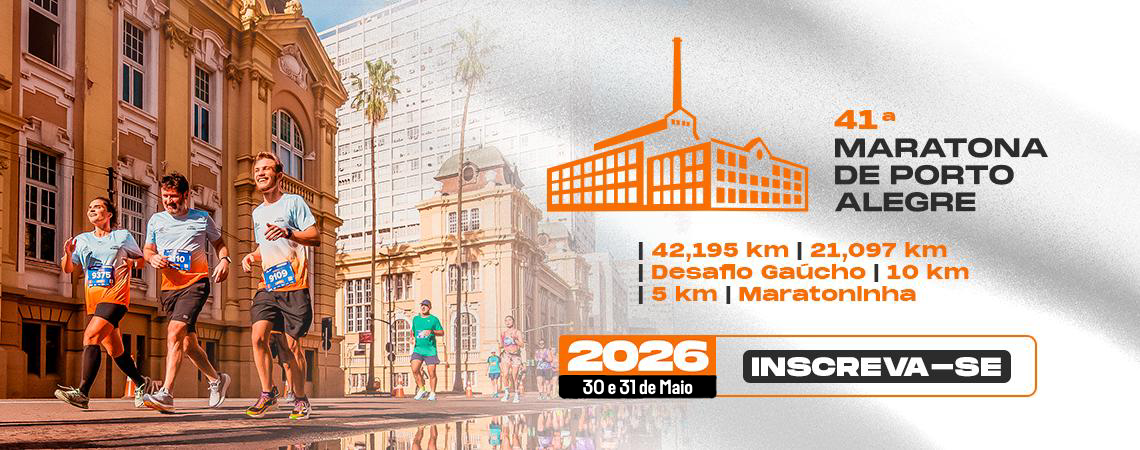 41ª
MARATONA
DE PORTO
ALEGRE
| 42,195 km | 21,097 km
| Desafio Gaúcho | 10 km
| 5 km | Maratoninha
2026
30 e 31 de Maio
INSCREVA-SE
9375
110
9109